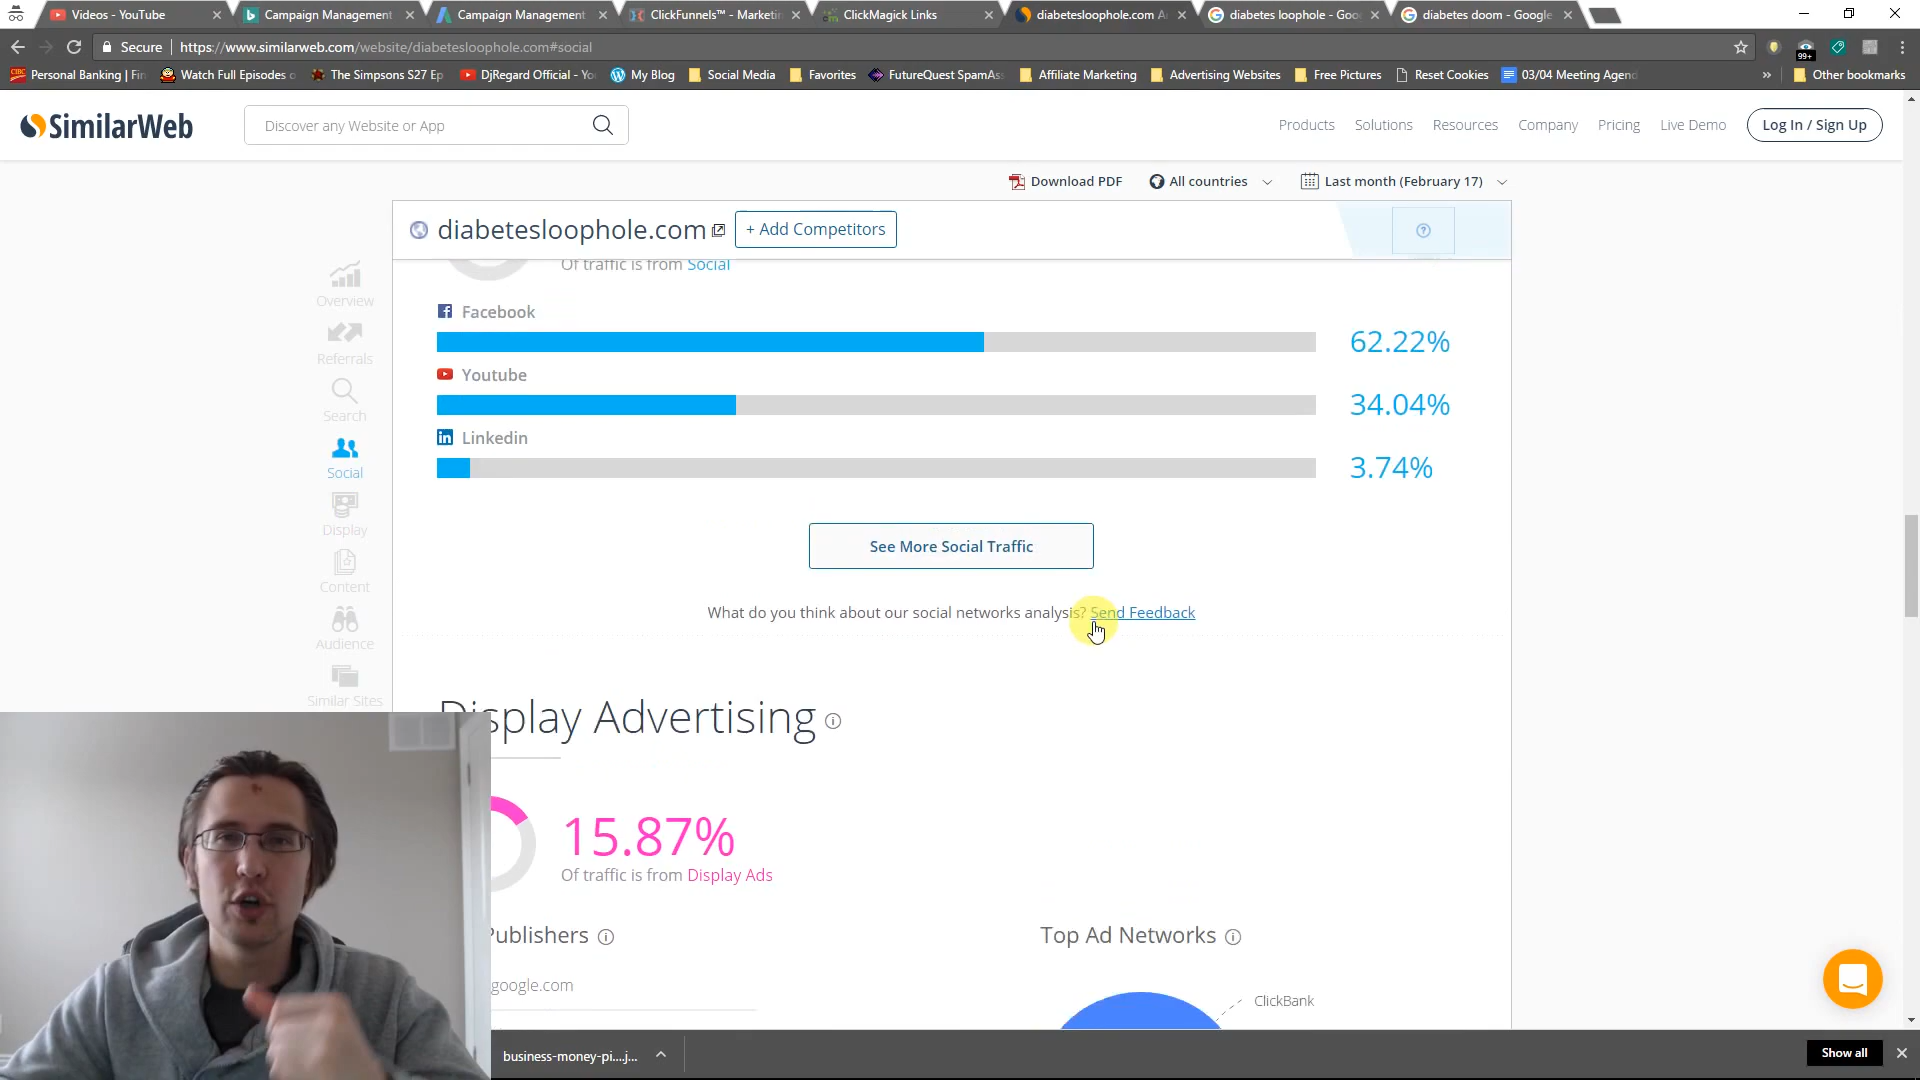 Videos - YouTube
Campaign Management
Campaign Management
ClickFunnels™ - Marketi
ClickMagick Links
diabetesloophole.com A
diabetes loophole - Goo
diabetes doom - Google
Secure
https://www.similarweb.com/website/diabetesloophole.com#social
99+
CIBC
Personal Banking | Fin
Watch Full Episodes o
The Simpsons S27 Ep
DjRegard Official - Yo
My Blog
Social Media
Favorites
FutureQuest SpamAss
Affiliate Marketing
Advertising Websites
Free Pictures
Reset Cookies
03/04 Meeting Agend
»
Other bookmarks
SimilarWeb
Discover any Website or App
Products
Solutions
Resources
Company
Pricing
Live Demo
Log In / Sign Up
Download PDF
All countries
Last month (February 17)
diabetesloophole.com
+ Add Competitors
?
Of traffic is from Social
Overview
Referrals
Search
Social
Display
Content
Audience
Similar Sites
Facebook
62.22%
Youtube
34.04%
Linkedin
3.74%
See More Social Traffic
What do you think about our social networks analysis? Send Feedback
Display Advertising
15.87%
Of traffic is from Display Ads
Publishers
Top Ad Networks
google.com
ClickBank
business-money-pi....j...
Show all